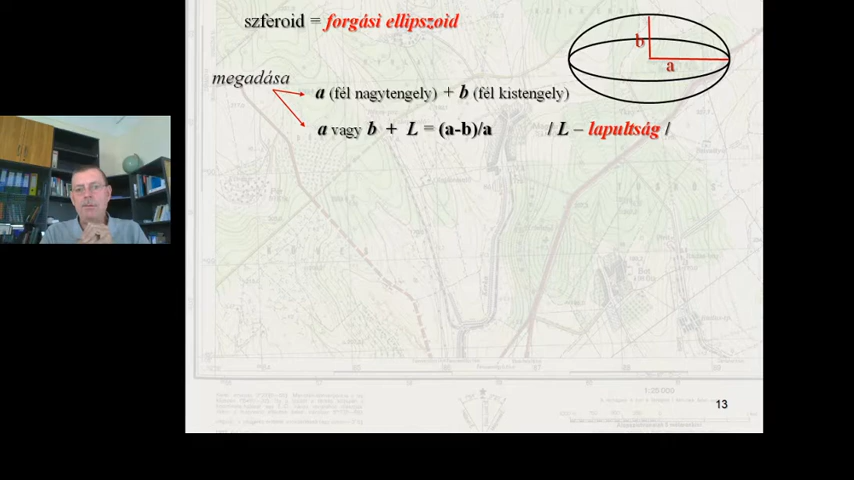 szferoid = forgási ellipszoid
b
a
megadása
a (fél nagytengely) + b (fél kistengely)
a vagy b + L = (a-b)/a / L – lapultság /
1:25 000
13